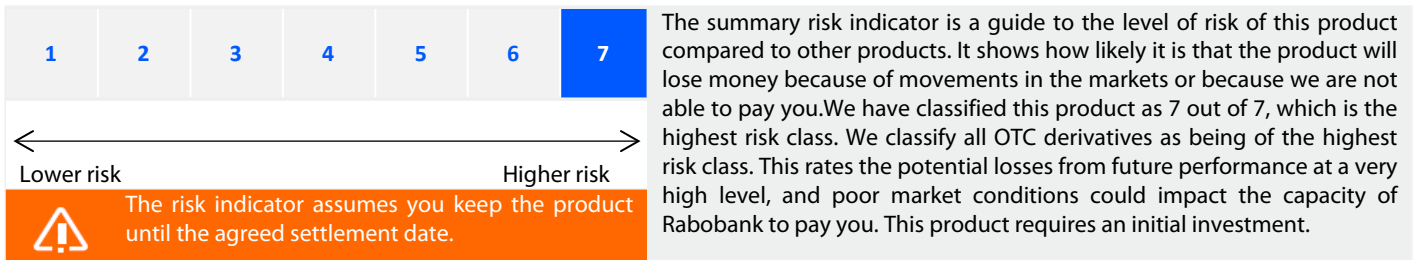 1 2 3 4 5 6 7
Lower risk Higher risk
The risk indicator assumes you keep the product
until the agreed settlement date.
The summary risk indicator is a guide to the level of risk of this product
compared to other products. It shows how likely it is that the product will
lose money because of movements in the markets or because we are not
able to pay you.We have classified this product as 7 out of 7, which is the
highest risk class. We classify all OTC derivatives as being of the highest
risk class. This rates the potential losses from future performance at a very
high level, and poor market conditions could impact the capacity of
Rabobank to pay you. This product requires an initial investment.